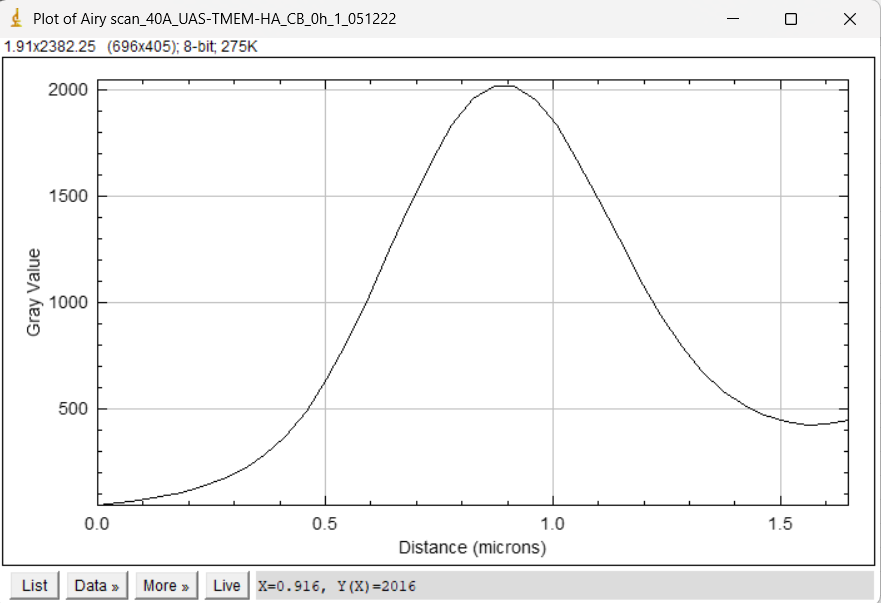 Plot of Airy scan_40A_UAS-TMEM-HA_CB_0h_1_051222
1.91x2382.25 (696x405); 8-bit; 275K
2000
1500
1000
500
Gray Value
0.0 0.5 1.0 1.5
Distance (microns)
List Data » More » Live X=0.916, Y(X)=2016